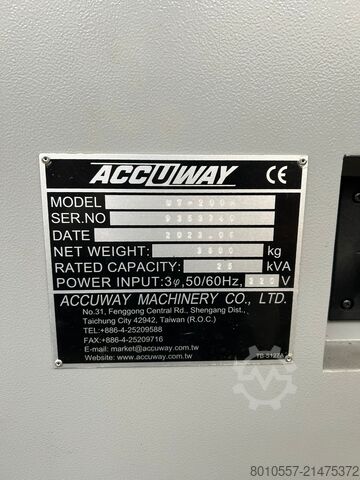 ACCUWAY CE
MODEL
SER.NO
DATE
NET WEIGHT: kg
RATED CAPACITY: 25 kVA
POWER INPUT:3φ,50/60Hz, V
ACCUWAY MACHINERY CO., LTD.
No.31, Fenggong Central Rd., Shengang Dist.,
Taichung City 42942, Taiwan (R.O.C.)
TEL:+886-4-25209588
FAX:+886-4-25209716
E-mail: market@accuway.com.tw
Website: www.accuway.com.tw
8010557-21475372